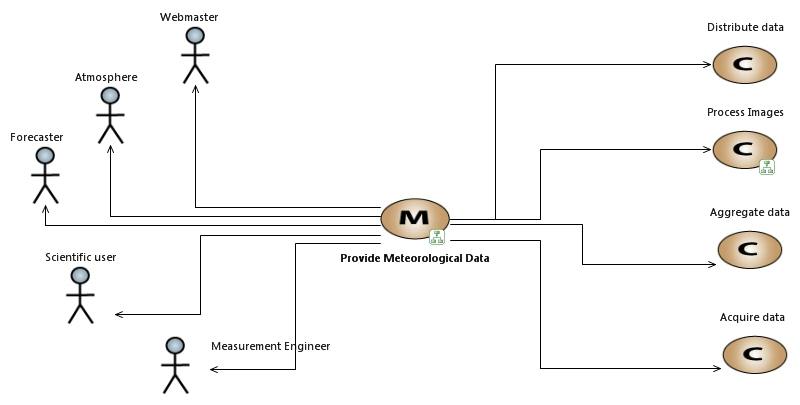 Webmaster
Distribute data
Atmosphere
C
Process Images
Forecaster
C
M
Aggregate data
Provide Meteorological Data
C
Scientific user
Acquire data
Measurement Engineer
C